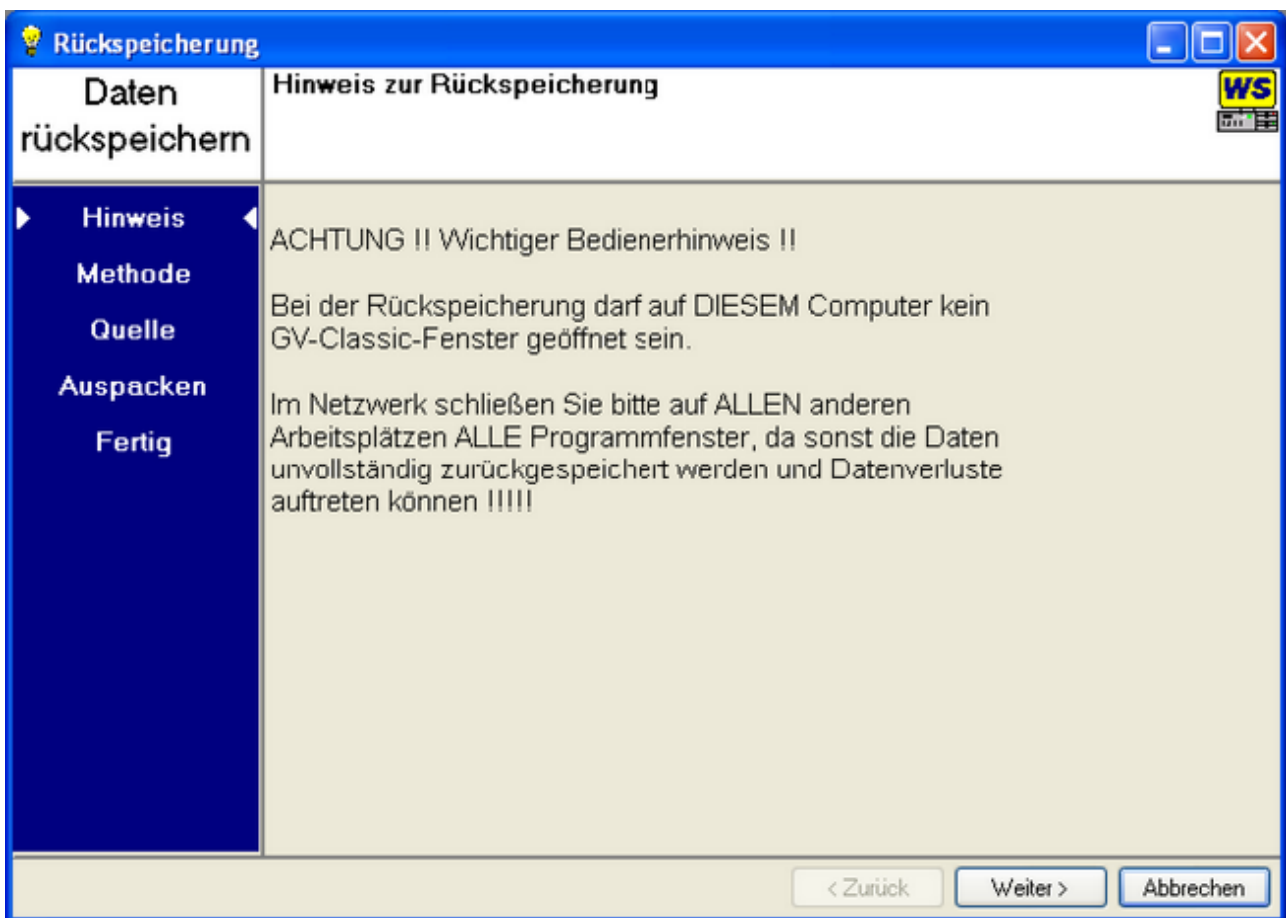 Rückspeicherung
Daten
rückspeichern
Hinweis zur Rückspeicherung
WS
Hinweis
Methode
Quelle
Auspacken
Fertig
ACHTUNG !! Wichtiger Bedienerhinweis !!
Bei der Rückspeicherung darf auf DIESEM Computer kein
GV-Classic-Fenster geöffnet sein.
Im Netzwerk schließen Sie bitte auf ALLEN anderen
Arbeitsplätzen ALLE Programmfenster, da sonst die Daten
unvollständig zurückgespeichert werden und Datenverluste
auftreten können !!!!!
< Zurück
Weiter >
Abbrechen